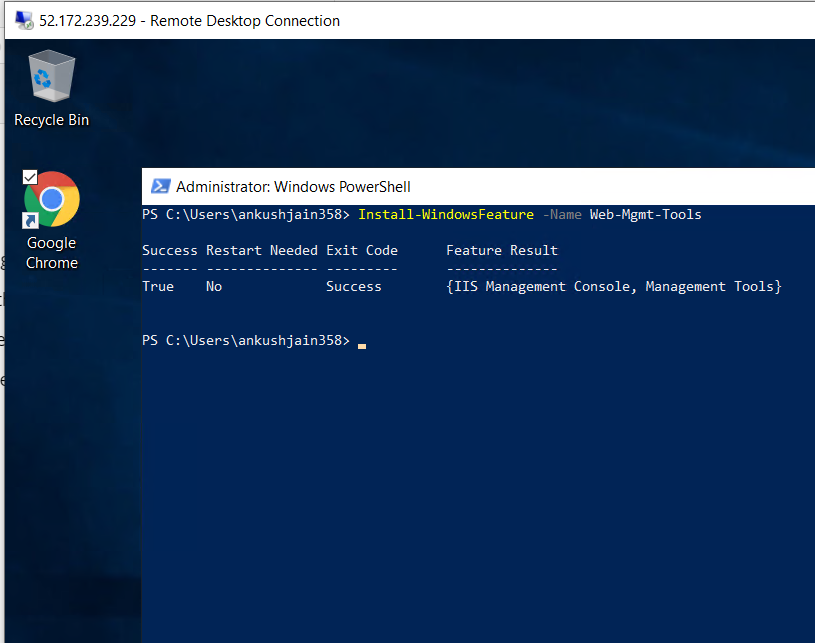 52.172.239.229 - Remote Desktop Connection
Recycle Bin
Google
Chrome
Administrator: Windows PowerShell
PS C:\Users\ankushjain358> Install-WindowsFeature -Name Web-Mgmt-Tools
Success Restart Needed Exit Code      Feature Result
------- -------------- ---------      --------------
True    No             Success        {IIS Management Console, Management Tools}
PS C:\Users\ankushjain358>